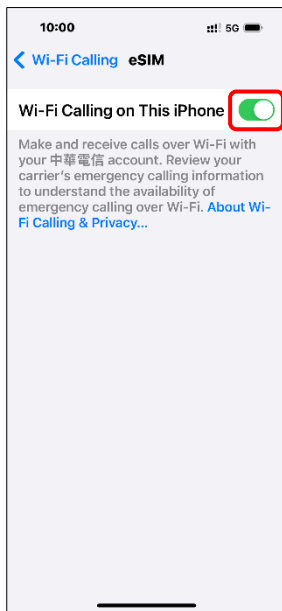 10:00 5G
Wi-Fi Calling eSIM
Wi-Fi Calling on This iPhone
Make and receive calls over Wi-Fi with
your 中華電信 account. Review your
carrier's emergency calling information
to understand the availability of
emergency calling over Wi-Fi. About Wi-
Fi Calling & Privacy...